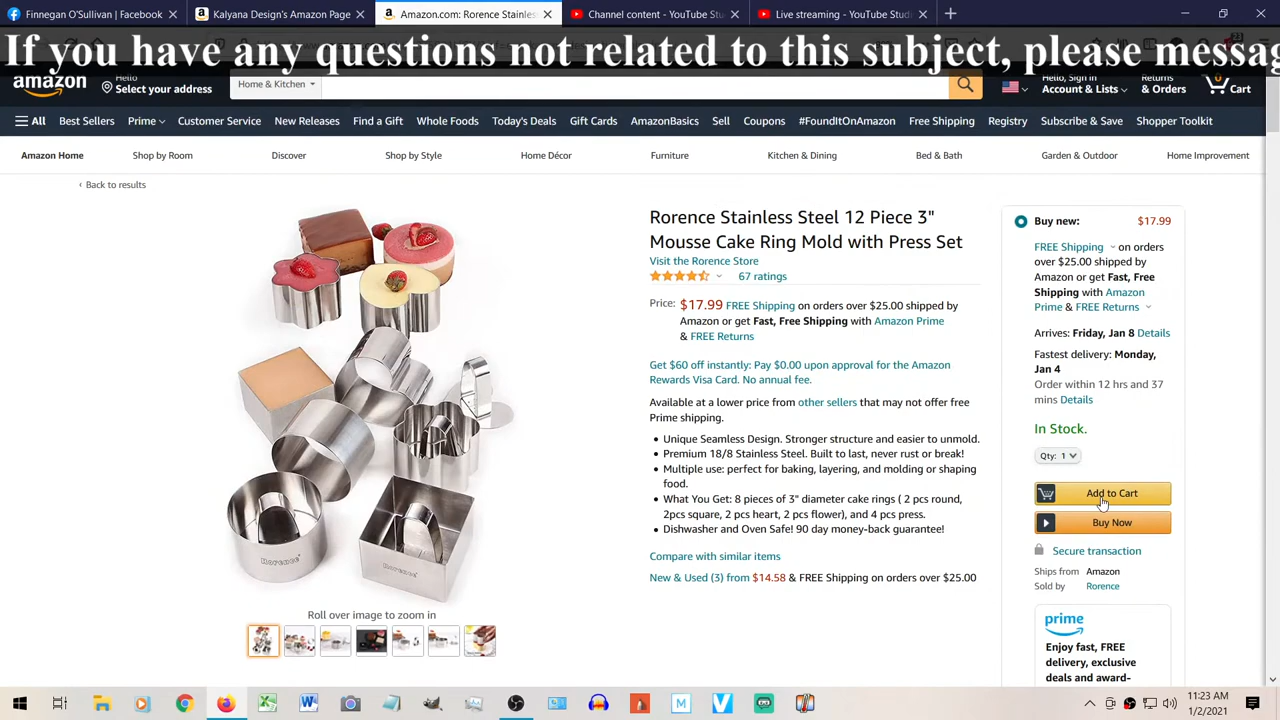 Finnegan O'Sullivan | Facebook
Kalyana Design's Amazon Page
Amazon.com: Rorence Stainless
Channel content - YouTube Stu
Live streaming - YouTube Studio
If you have any questions not related to this subject, please messag
amazon
Hello
Select your address
Home & Kitchen
Hello, Sign in
Account & Lists
Returns
& Orders
0
Cart
All
Best Sellers
Prime
Customer Service
New Releases
Find a Gift
Whole Foods
Today's Deals
Gift Cards
AmazonBasics
Sell
Coupons
#FoundItOnAmazon
Free Shipping
Registry
Subscribe & Save
Shopper Toolkit
Amazon Home
Shop by Room
Discover
Shop by Style
Home Décor
Furniture
Kitchen & Dining
Bed & Bath
Garden & Outdoor
Home Improvement
‹ Back to results
Rorence Stainless Steel 12 Piece 3"
Mousse Cake Ring Mold with Press Set
Visit the Rorence Store
67 ratings
Price: $17.99 FREE Shipping on orders over $25.00 shipped by
Amazon or get Fast, Free Shipping with Amazon Prime
& FREE Returns
Get $60 off instantly: Pay $0.00 upon approval for the Amazon
Rewards Visa Card. No annual fee.
Available at a lower price from other sellers that may not offer free
Prime shipping.
• Unique Seamless Design. Stronger structure and easier to unmold.
• Premium 18/8 Stainless Steel. Built to last, never rust or break!
• Multiple use: perfect for baking, layering, and molding or shaping
food.
• What You Get: 8 pieces of 3" diameter cake rings ( 2 pcs round,
2pcs square, 2 pcs heart, 2 pcs flower), and 4 pcs press.
• Dishwasher and Oven Safe! 90 day money-back guarantee!
Compare with similar items
New & Used (3) from $14.58 & FREE Shipping on orders over $25.00
Rorence
Rorence
Roll over image to zoom in
Buy new: $17.99
FREE Shipping on orders
over $25.00 shipped by
Amazon or get Fast, Free
Shipping with Amazon
Prime & FREE Returns
Arrives: Friday, Jan 8 Details
Fastest delivery: Monday,
Jan 4
Order within 12 hrs and 37
mins Details
In Stock.
Qty: 1
Add to Cart
Buy Now
Secure transaction
Ships from Amazon
Sold by Rorence
prime
Enjoy fast, FREE
delivery, exclusive
deals and award-
11:23 AM
1/2/2021